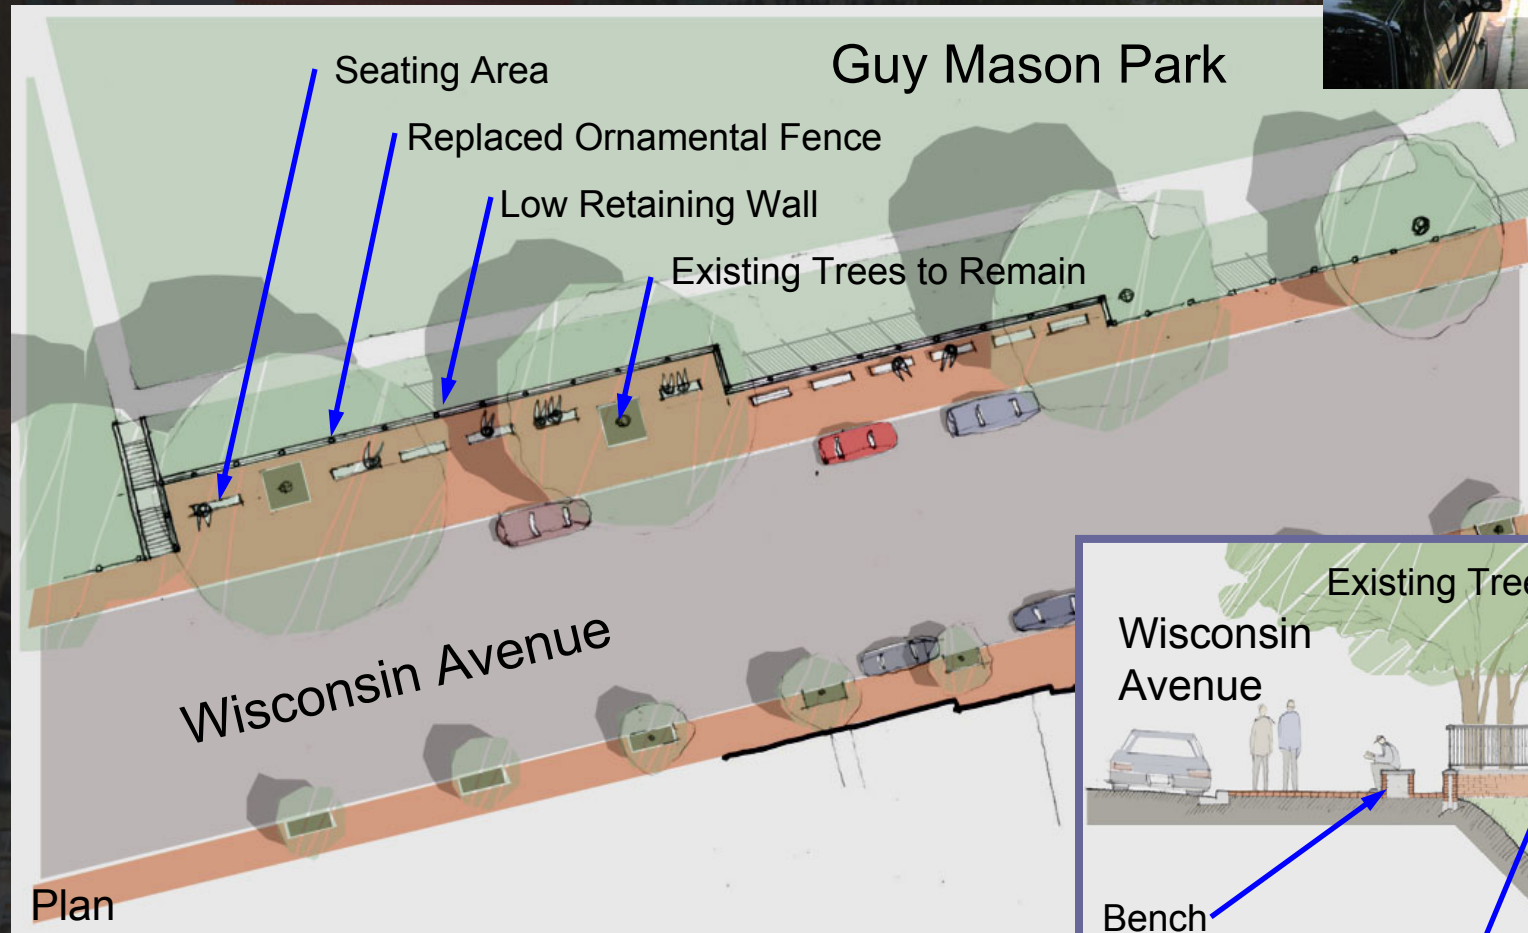 Guy Mason Park
Seating Area
Replaced Ornamental Fence
Low Retaining Wall
Existing Trees to Remain
Wisconsin Avenue
Plan
Existing Tree
Wisconsin
Avenue
Bench